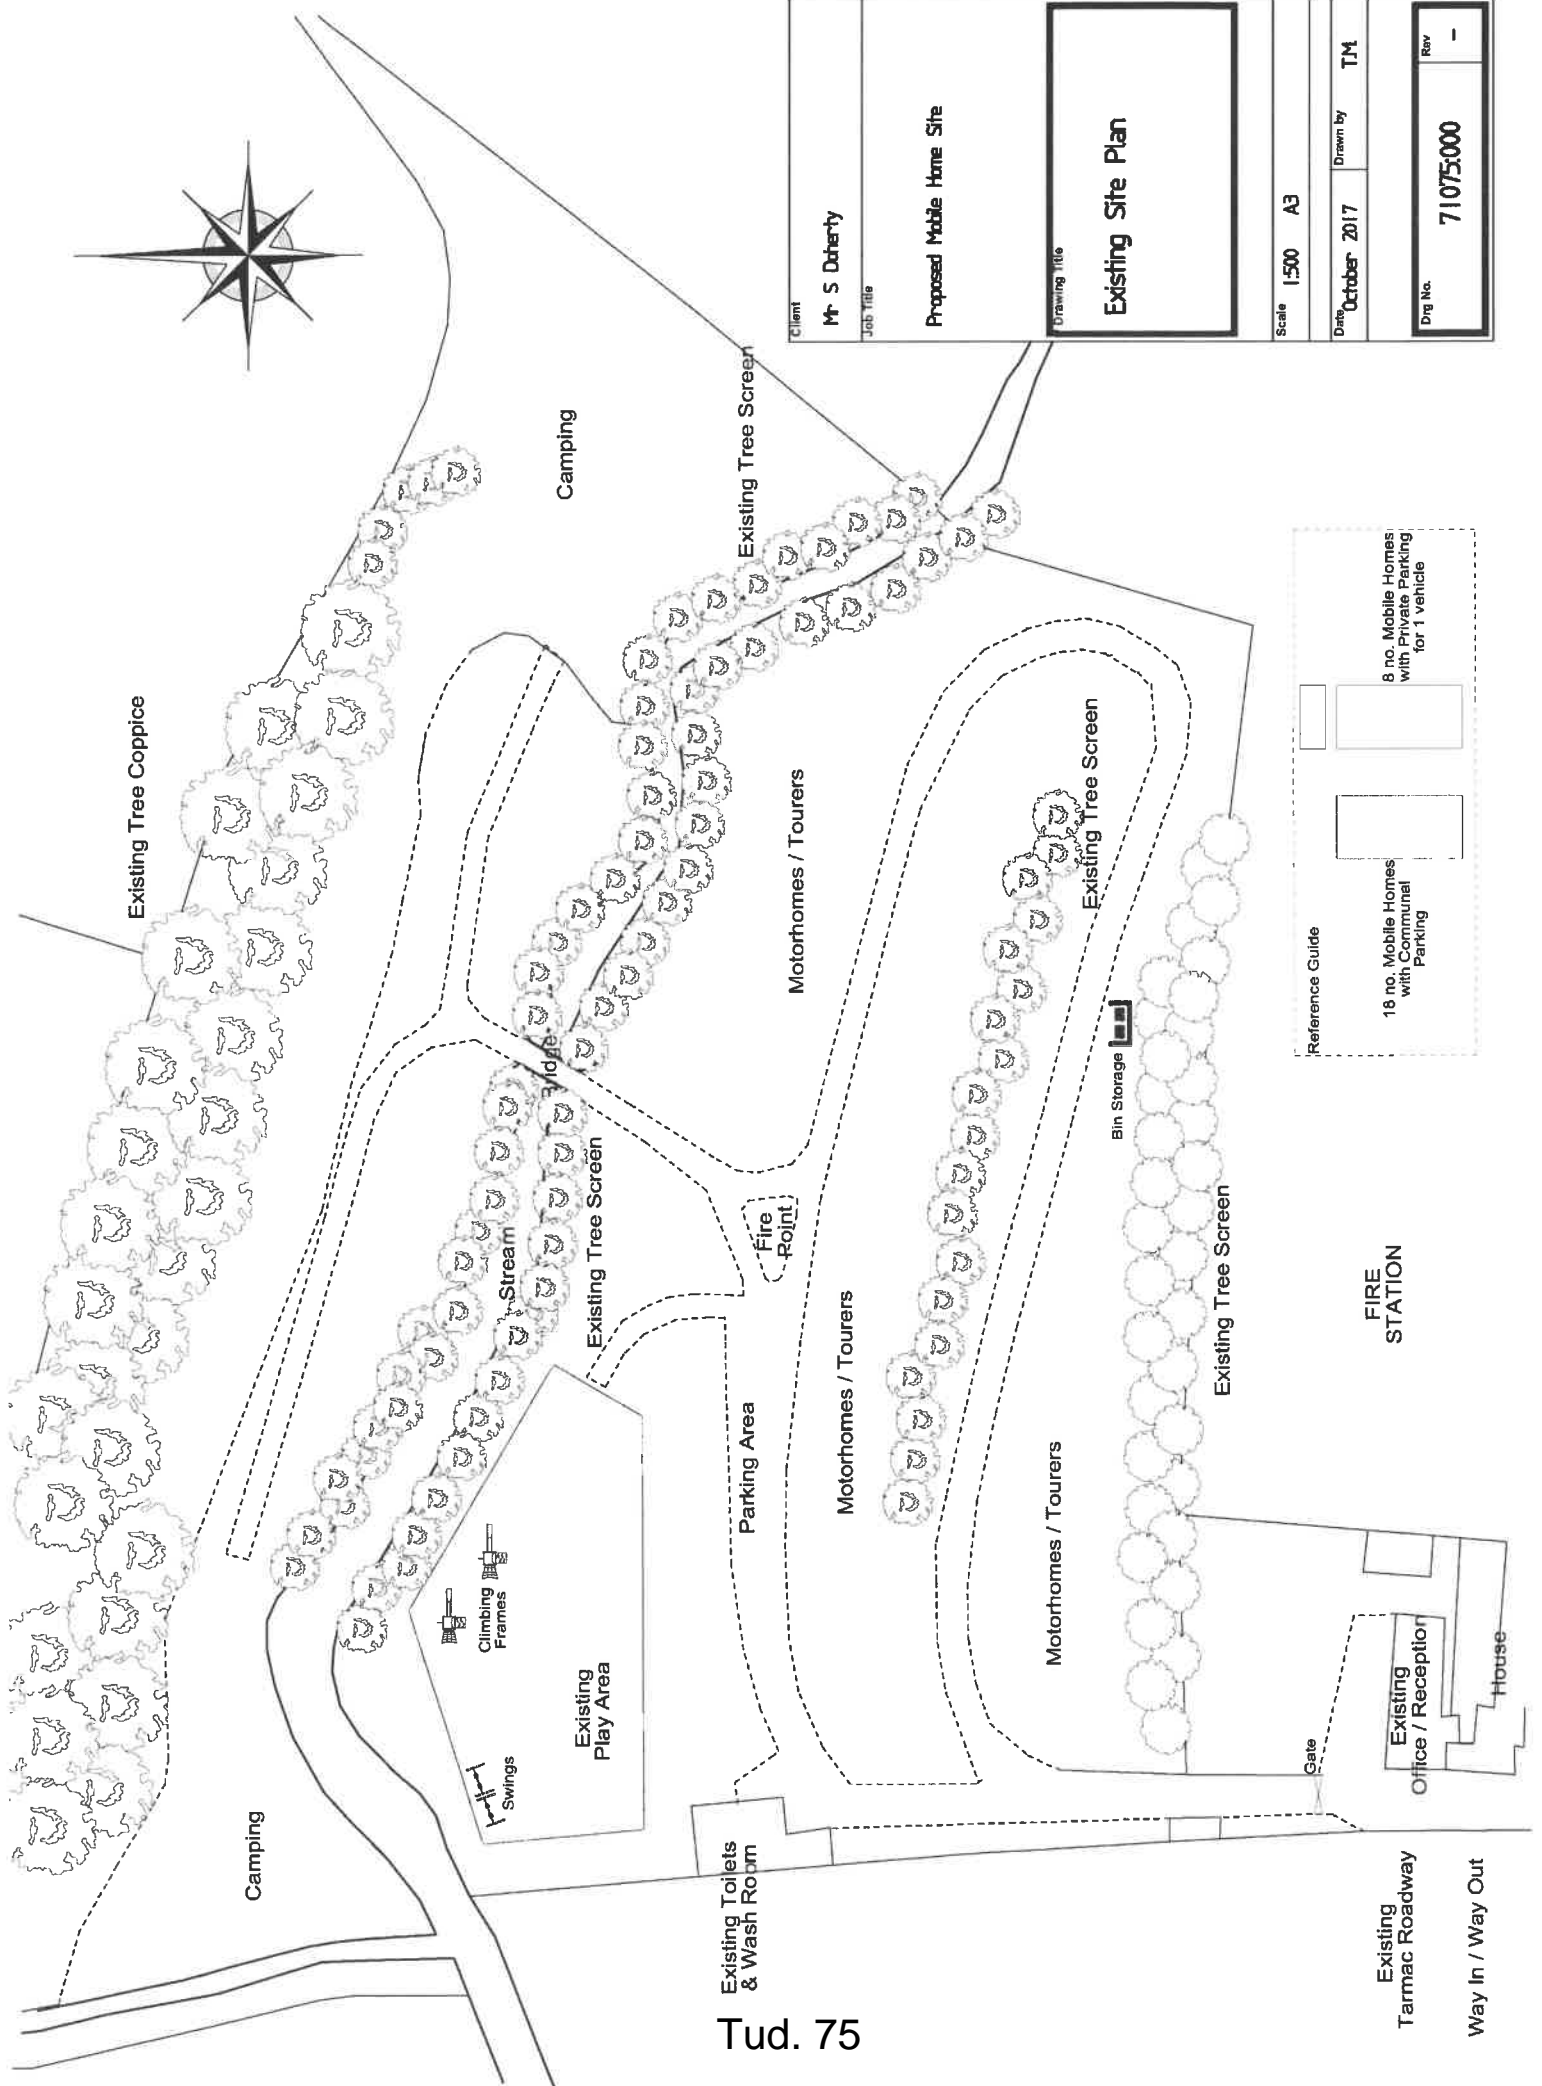 Existing Tree Coppice
Camping
Existing Tree Screen
Motorhomes / Tourers
Existing Tree Screen
Bridge
Stream
Existing Tree Screen
Fire
Point
Parking Area
Motorhomes / Tourers
Motorhomes / Tourers
Bin Storage
Existing Tree Screen
Climbing
Frames
Existing
Play Area
Swings
Camping
Existing Toilets
& Wash Room
Gate
Existing
Office / Reception
House
FIRE
STATION
Existing
Tarmac Roadway
Way In / Way Out
Reference Guide
18 no. Mobile Homes
with Communal
Parking
8 no. Mobile Homes
with Private Parking
for 1 vehicle
Client
Mr S Doherty
Job Title
Proposed Mobile Home Site
Drawing Title
Existing Site Plan
Scale 1:500 A3
Date October 2017 Drawn by T.M.
Drg No. 71075:000 Rev -
Tud. 75